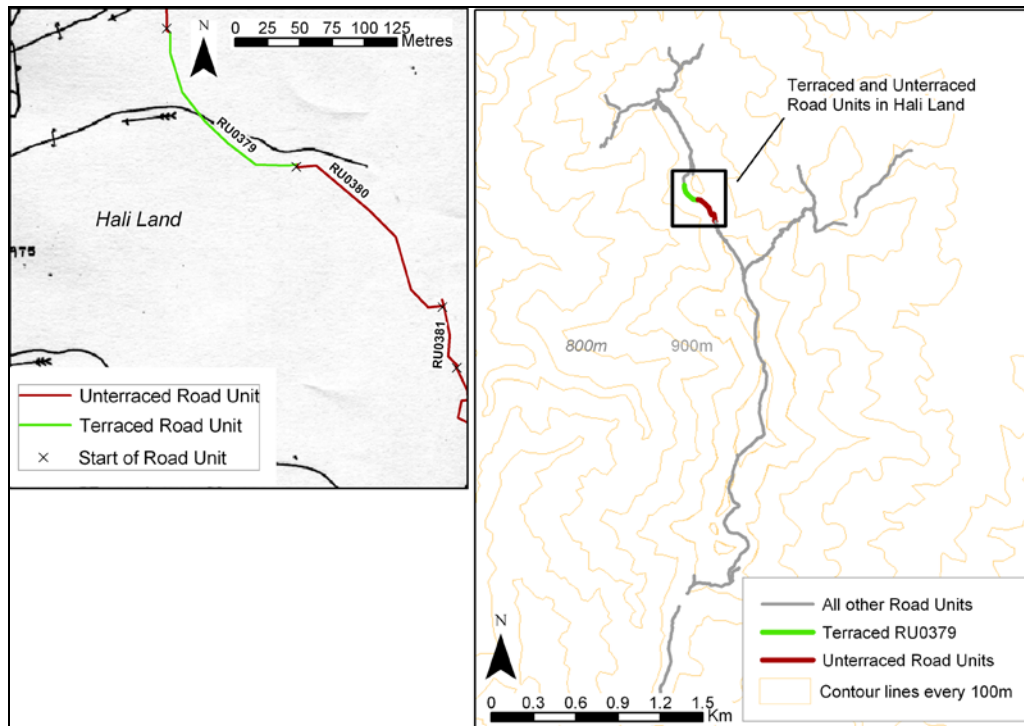 N
0 25 50 75 100 125
Metres
RU0379
RU0380
Hali Land
A75
RU0381
Unterraced Road Unit
Terraced Road Unit
Start of Road Unit
Terraced and Unterraced
Road Units in Hali Land
800m
900m
All other Road Units
Terraced RU0379
Unterraced Road Units
Contour lines every 100m
N
0 0.3 0.6 0.9 1.2 1.5
Km